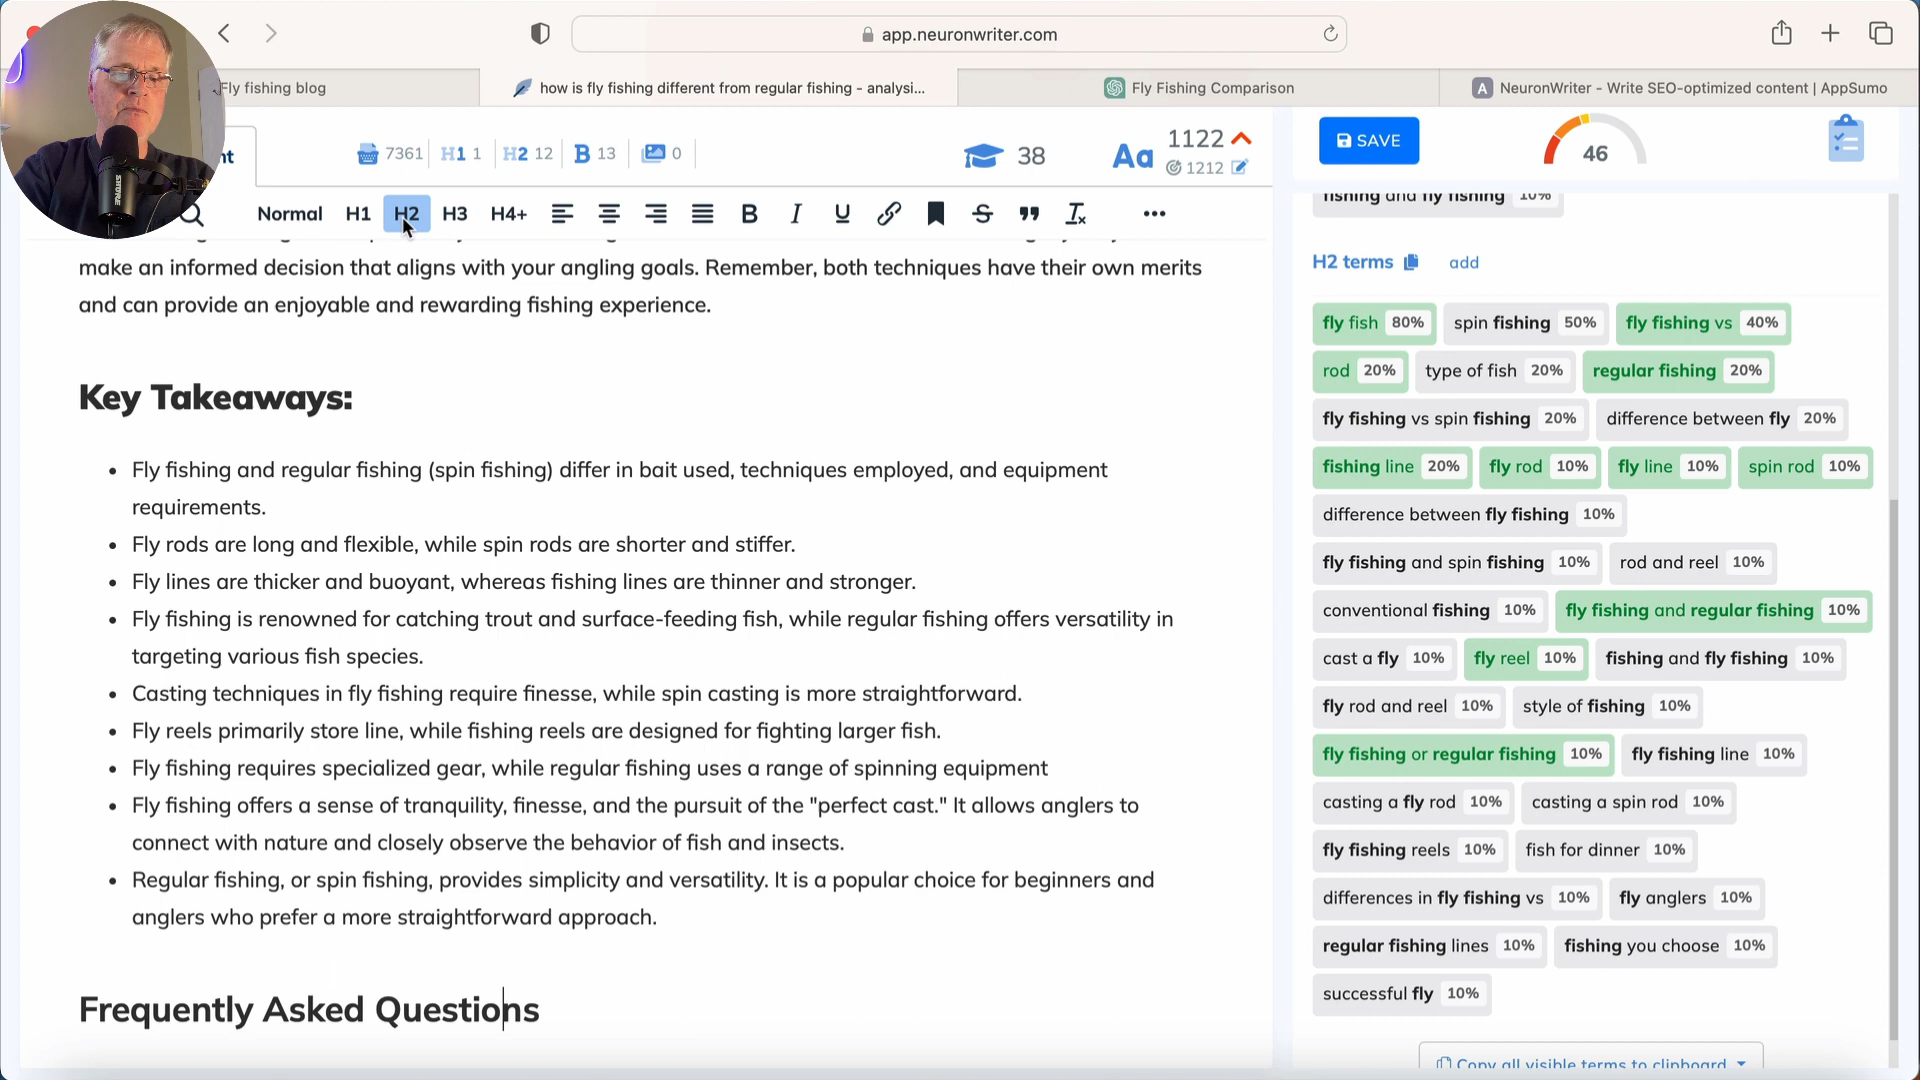 app.neuronwriter.com
Fly fishing blog
how is fly fishing different from regular fishing - analysi...
Fly Fishing Comparison
A NeuronWriter - Write SEO-optimized content | AppSumo
nt
7361 H1 1 H2 12 B 13 0
38
Aa 1122
1212
SAVE
46
Normal H1 H2 H3 H4+ B I U S
make an informed decision that aligns with your angling goals. Remember, both techniques have their own merits
and can provide an enjoyable and rewarding fishing experience.
Key Takeaways:
• Fly fishing and regular fishing (spin fishing) differ in bait used, techniques employed, and equipment
requirements.
• Fly rods are long and flexible, while spin rods are shorter and stiffer.
• Fly lines are thicker and buoyant, whereas fishing lines are thinner and stronger.
• Fly fishing is renowned for catching trout and surface-feeding fish, while regular fishing offers versatility in
targeting various fish species.
• Casting techniques in fly fishing require finesse, while spin casting is more straightforward.
• Fly reels primarily store line, while fishing reels are designed for fighting larger fish.
• Fly fishing requires specialized gear, while regular fishing uses a range of spinning equipment
• Fly fishing offers a sense of tranquility, finesse, and the pursuit of the "perfect cast." It allows anglers to
connect with nature and closely observe the behavior of fish and insects.
• Regular fishing, or spin fishing, provides simplicity and versatility. It is a popular choice for beginners and
anglers who prefer a more straightforward approach.
Frequently Asked Questions
fishing and fly fishing 10%
H2 terms add
fly fish 80% spin fishing 50% fly fishing vs 40%
rod 20% type of fish 20% regular fishing 20%
fly fishing vs spin fishing 20% difference between fly 20%
fishing line 20% fly rod 10% fly line 10% spin rod 10%
difference between fly fishing 10%
fly fishing and spin fishing 10% rod and reel 10%
conventional fishing 10% fly fishing and regular fishing 10%
cast a fly 10% fly reel 10% fishing and fly fishing 10%
fly rod and reel 10% style of fishing 10%
fly fishing or regular fishing 10% fly fishing line 10%
casting a fly rod 10% casting a spin rod 10%
fly fishing reels 10% fish for dinner 10%
differences in fly fishing vs 10% fly anglers 10%
regular fishing lines 10% fishing you choose 10%
successful fly 10%
Copy all visible terms to clipboard
SHURE